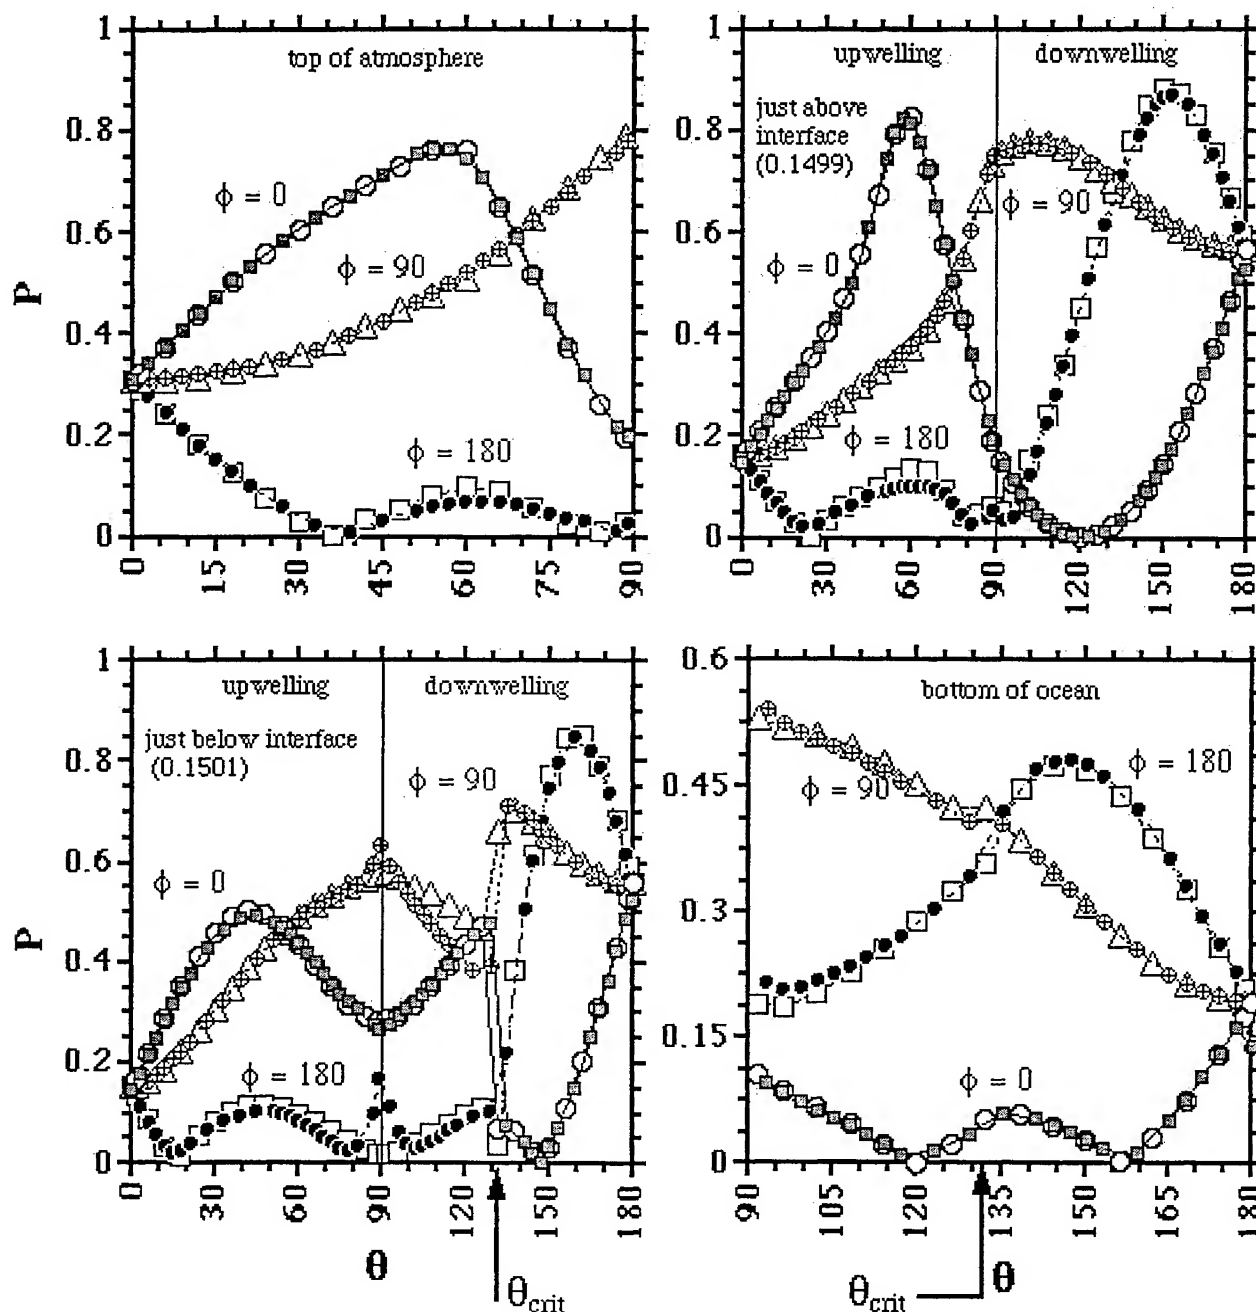 1
top of atmosphere
0.8
ϕ = 0
0.6
P
ϕ = 90
0.4
0.2
ϕ = 180
0
0 15 30 45 60 75 90
1
upwelling downwelling
just above
interface
(0.1499)
0.8
ϕ = 90
0.6
ϕ = 0
0.4
ϕ = 180
0.2
0
0 30 60 90 120 150 180
1
upwelling downwelling
just below interface
(0.1501)
0.8
ϕ = 90
0.6
ϕ = 0
P
0.4
0.2
ϕ = 180
0
0 30 60 90 120 150 180
θ
θcrit
0.6
bottom of ocean
ϕ = 180
0.45
ϕ = 90
0.3
0.15
ϕ = 0
0
90 105 120 135 150 165 180
θcrit
θ